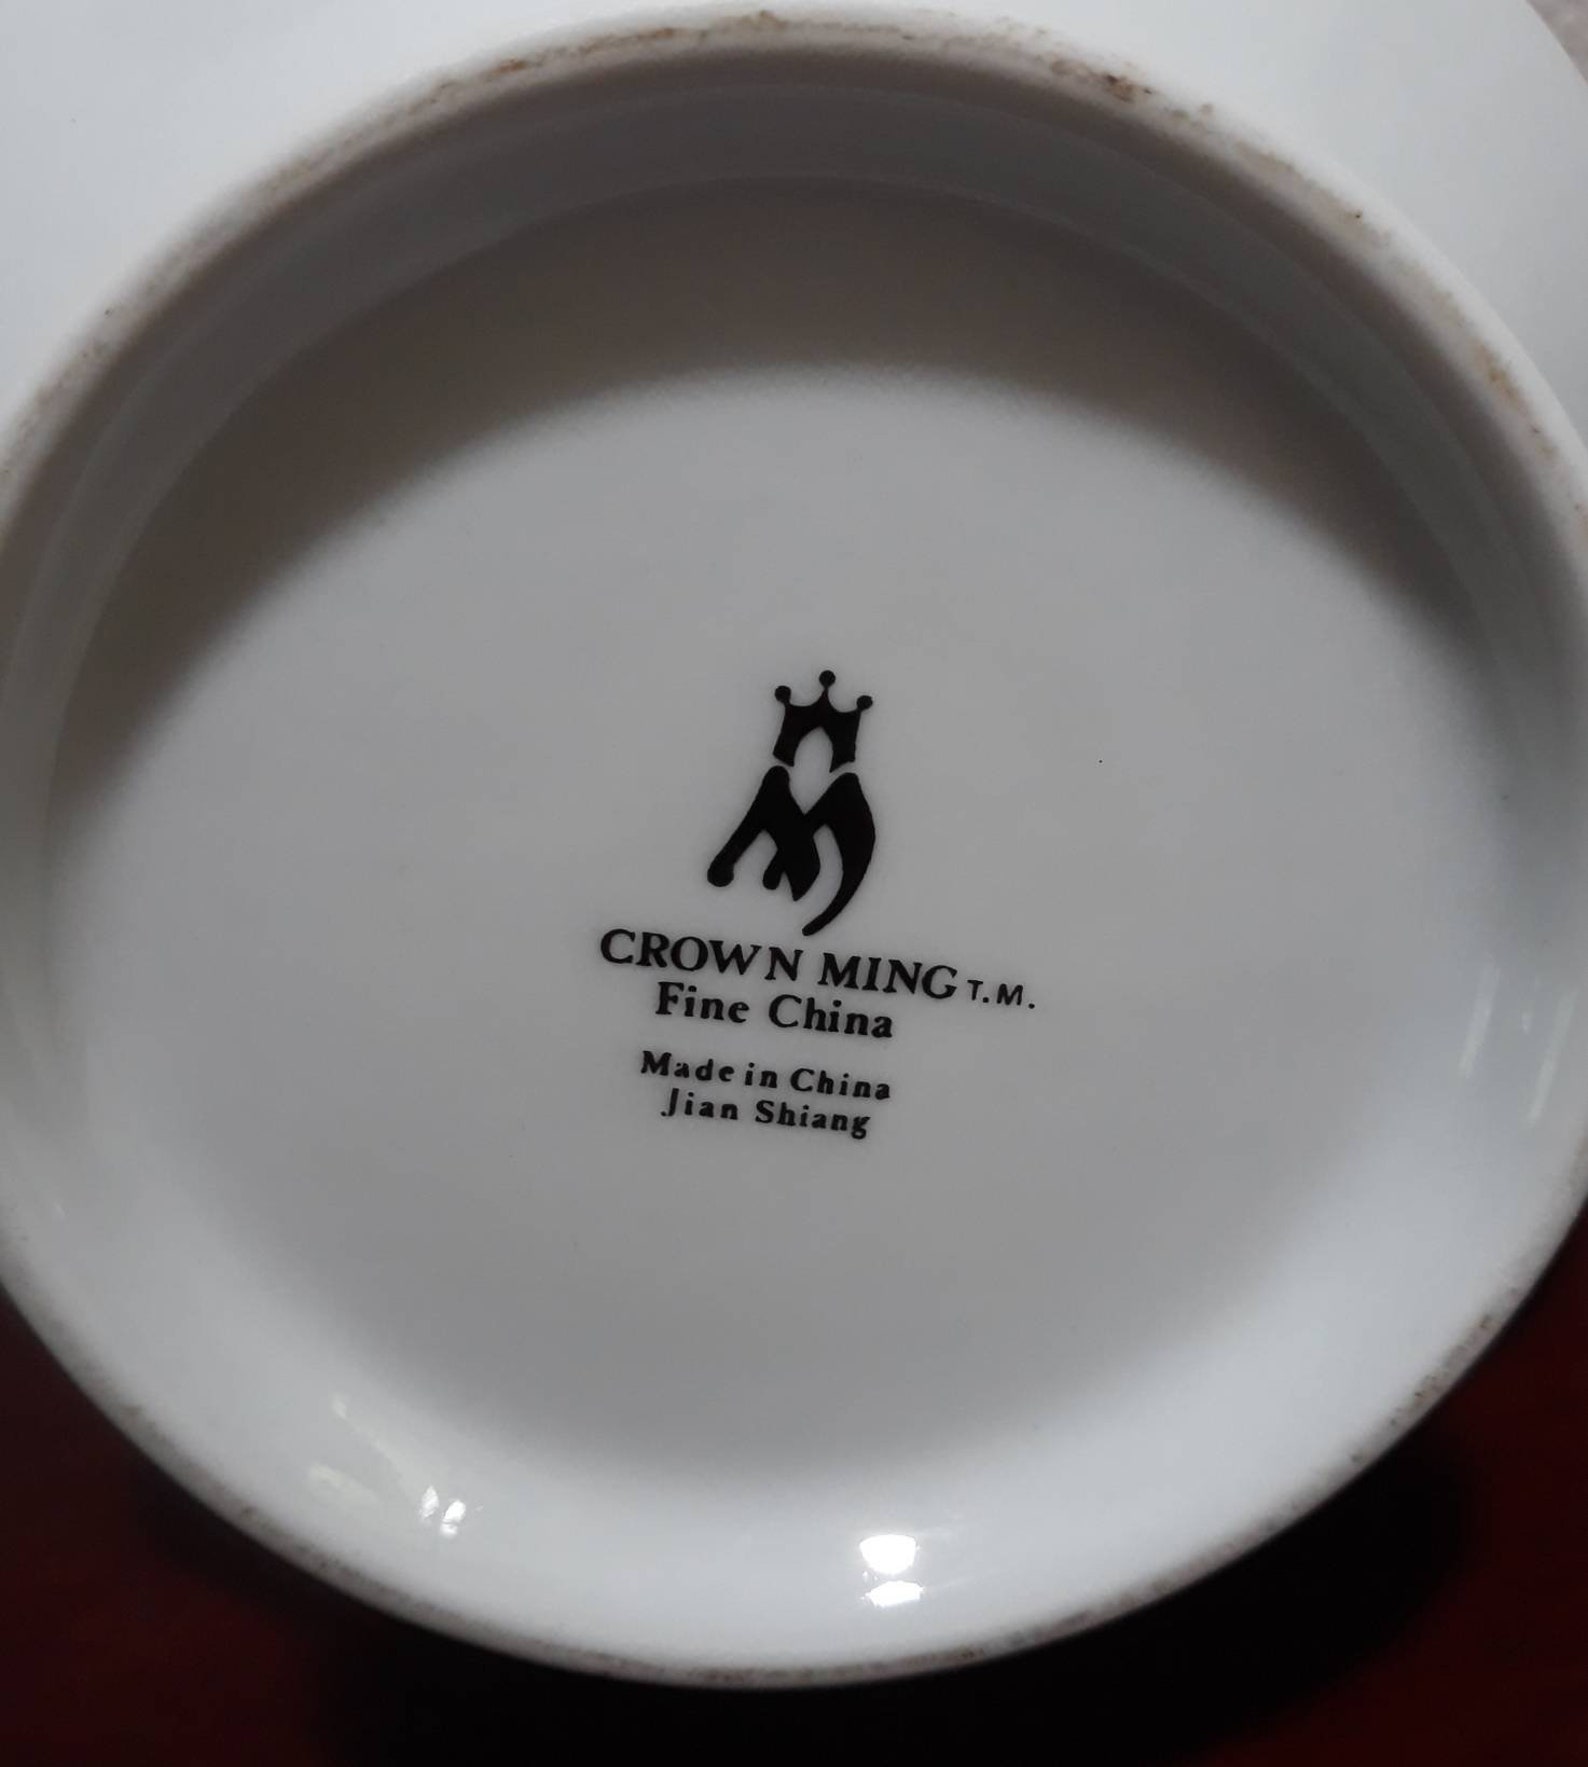 CROWN MING T.M.
Fine China
Made in China
Jian Shiang